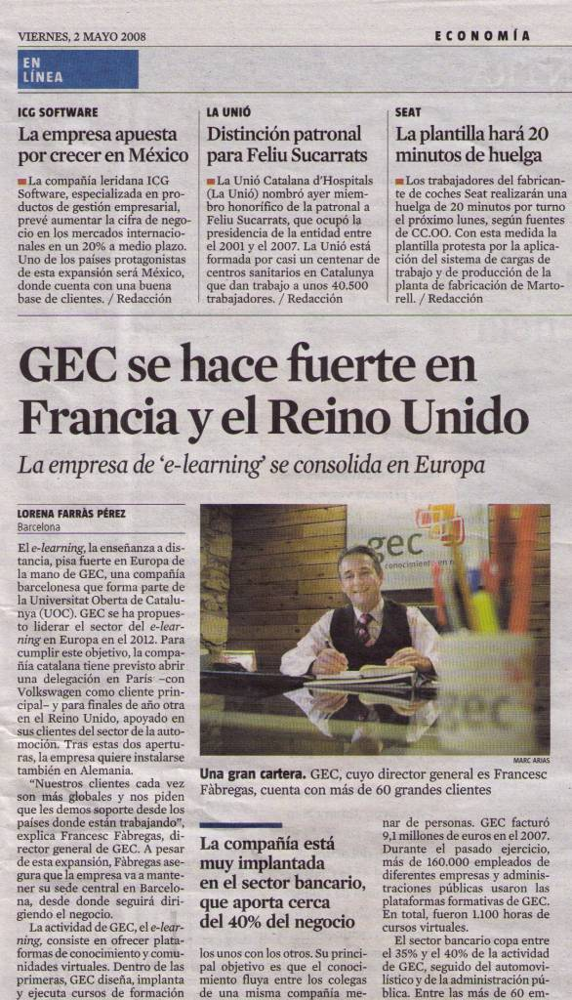 VIERNES, 2 MAYO 2008
ECONOMÍA
EN
LÍNEA
ICG SOFTWARE
La empresa apuesta
por crecer en México
La compañía leridana ICG
Software, especializada en pro-
ductos de gestión empresarial,
prevé aumentar la cifra de nego-
cio en los mercados internacio-
nales en un 20% a medio plazo.
Uno de los países protagonistas
de esta expansión será México,
donde cuenta con una buena
base de clientes. / Redacción
LA UNIÓ
Distinción patronal
para Feliu Sucarrats
La Unió Catalana d'Hospitals
(La Unió) nombró ayer miem-
bro honorífico de la patronal a
Feliu Sucarrats, que ocupó la
presidencia de la entidad entre
el 2001 y el 2007. La Unió está
formada por casi un centenar de
centros sanitarios en Catalunya
que dan trabajo a unos 40.500
trabajadores. / Redacción
SEAT
La plantilla hará 20
minutos de huelga
Los trabajadores del fabrican-
te de coches Seat realizarán una
huelga de 20 minutos por turno
el próximo lunes, según fuentes
de CC.OO. Con esta medida la
plantilla protesta por la aplica-
ción del sistema de cargas de
trabajo y de producción de la
planta de fabricación de Marto-
rell. / Redacción
GEC se hace fuerte en
Francia y el Reino Unido
La empresa de ‘e-learning’ se consolida en Europa
LORENA FARRÀS PÉREZ
Barcelona
El e-learning, la enseñanza a dis-
tancia, pisa fuerte en Europa de
la mano de GEC, una compañía
barcelonesa que forma parte de
la Universitat Oberta de Catalu-
nya (UOC). GEC se ha propues-
to liderar el sector del e-lear-
ning en Europa en el 2012. Para
cumplir este objetivo, la compa-
ñía catalana tiene previsto abrir
una delegación en París –con
Volkswagen como cliente princi-
pal– y para finales de año otra
en el Reino Unido, apoyado en
sus clientes del sector de la auto-
moción. Tras estas dos apertu-
ras, la empresa quiere instalarse
también en Alemania.
“Nuestros clientes cada vez
son más globales y nos piden
que les demos soporte desde los
países donde están trabajando”,
explica Francesc Fàbregas, di-
rector general de GEC. A pesar
de esta expansión, Fàbregas ase-
gura que la empresa va a mante-
ner su sede central en Barcelo-
na, desde donde seguirá diri-
giendo el negocio.
La actividad de GEC, el e-lear-
ning, consiste en ofrecer plata-
formas de conocimiento y comu-
nidades virtuales. Dentro de las
primeras, GEC diseña, implanta
y ejecuta cursos de formación
gec
conocimiento en
gec
MARC ARIAS
Una gran cartera. GEC, cuyo director general es Francesc
Fàbregas, cuenta con más de 60 grandes clientes
La compañía está
muy implantada
en el sector bancario,
que aporta cerca
del 40% del negocio
los unos con los otros. Su princi-
pal objetivo es que el conoci-
miento fluya entre los colegas
de una misma compañía me-
nar de personas. GEC facturó
9,1 millones de euros en el 2007.
Durante el pasado ejercicio,
más de 160.000 empleados de
diferentes empresas y adminis-
traciones públicas usaron las
plataformas formativas de GEC.
En total, fueron 1.100 horas de
cursos virtuales.
El sector bancario copa entre
el 35% y el 40% de la actividad
de GEC, seguido del automovi-
lístico y de la administración pú-
blica. Entre las más de 60 em-